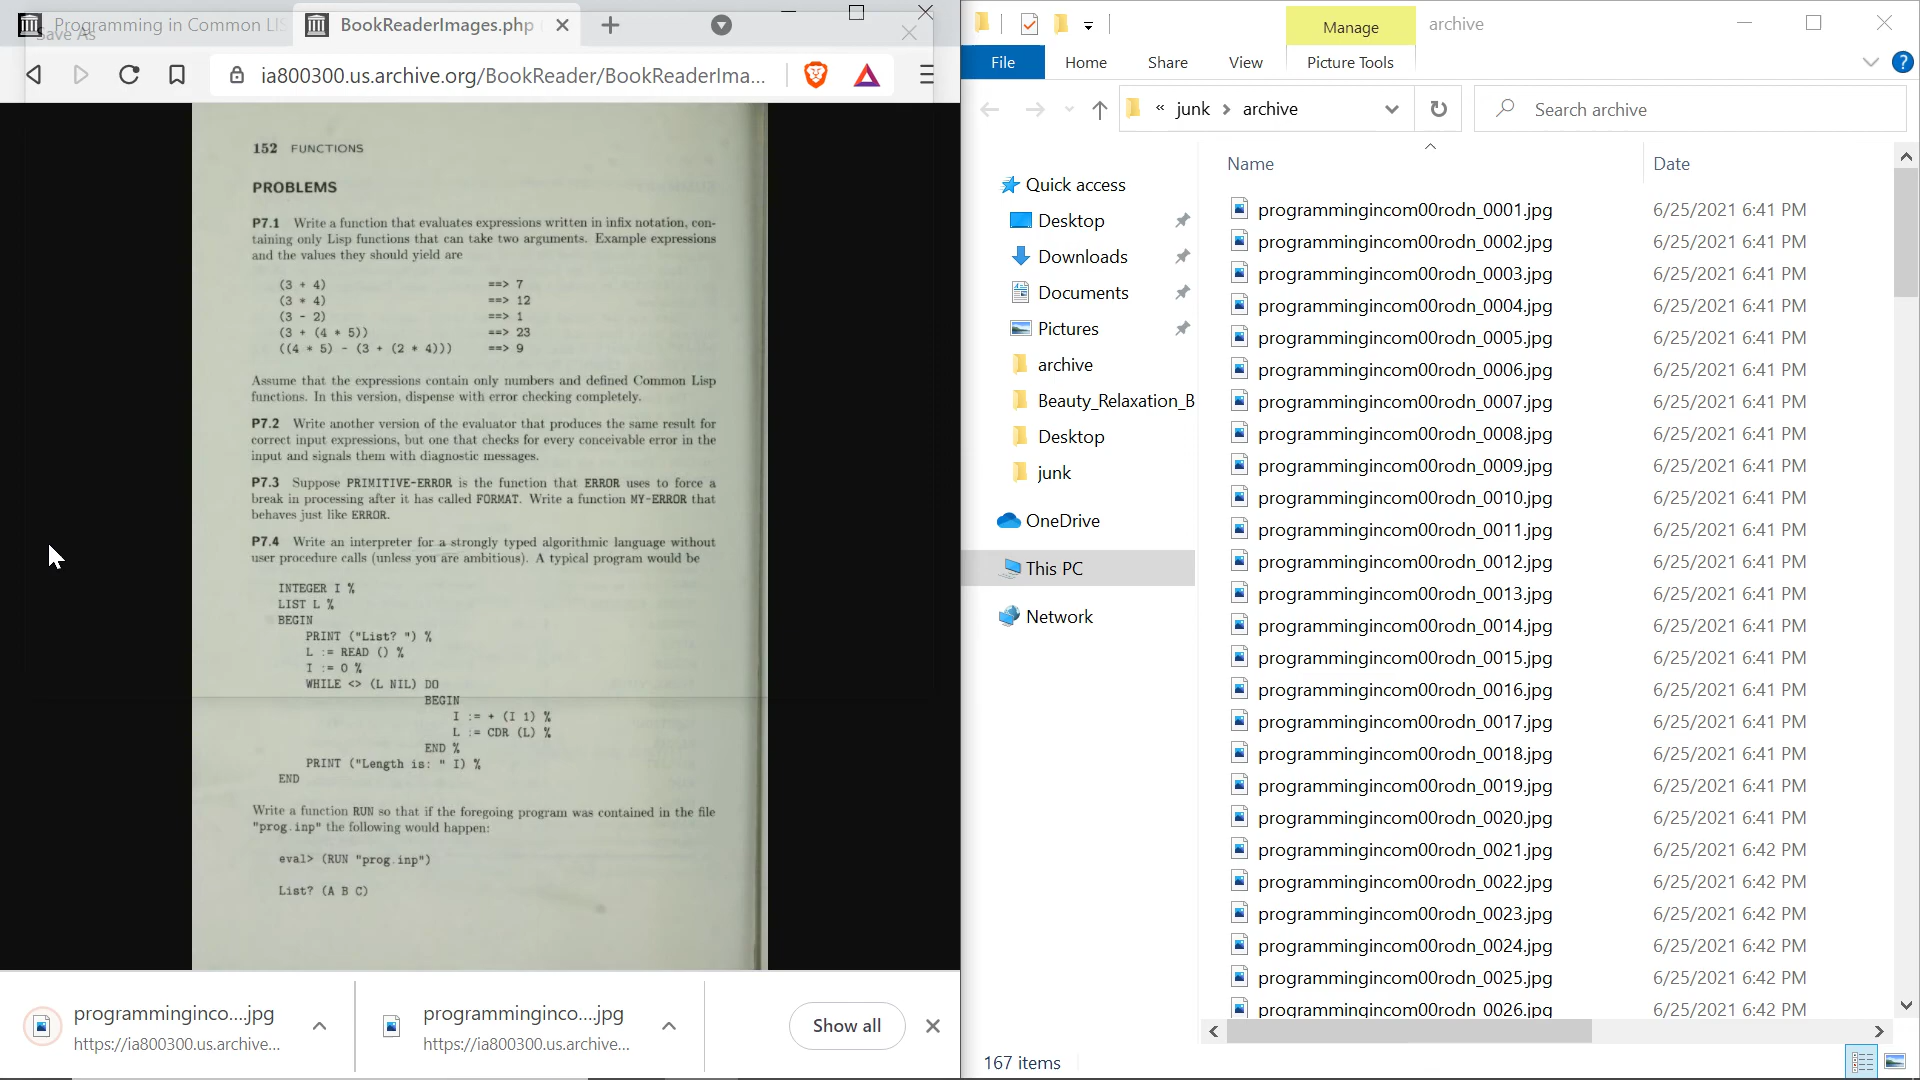 Programming in Common LIS
Save As
BookReaderImages.php
ia800300.us.archive.org/BookReader/BookReaderIma...
152 FUNCTIONS
PROBLEMS
P7.1 Write a function that evaluates expressions written in infix notation, con-
taining only Lisp functions that can take two arguments. Example expressions
and the values they should yield are
(3 + 4) ==> 7
(3 * 4) ==> 12
(3 - 2) ==> 1
(3 + (4 * 5)) ==> 23
((4 * 5) - (3 + (2 * 4))) ==> 9
Assume that the expressions contain only numbers and defined Common Lisp
functions. In this version, dispense with error checking completely.
P7.2 Write another version of the evaluator that produces the same result for
correct input expressions, but one that checks for every conceivable error in the
input and signals them with diagnostic messages.
P7.3 Suppose PRIMITIVE-ERROR is the function that ERROR uses to force a
break in processing after it has called FORMAT. Write a function MY-ERROR that
behaves just like ERROR.
P7.4 Write an interpreter for a strongly typed algorithmic language without
user procedure calls (unless you are ambitious). A typical program would be
INTEGER I %
LIST L %
BEGIN
PRINT ("List? ") %
L := READ () %
I := 0 %
WHILE <> (L NIL) DO
BEGIN
I := + (I 1) %
L := CDR (L) %
END %
PRINT ("Length is: " I) %
END
Write a function RUN so that if the foregoing program was contained in the file
"prog.inp" the following would happen:
eval> (RUN "prog.inp")
List? (A B C)
programminginco....jpg
https://ia800300.us.archive...
programminginco....jpg
https://ia800300.us.archive...
Show all
Manage
archive
File
Home
Share
View
Picture Tools
« junk > archive
Search archive
Quick access
Desktop
Downloads
Documents
Pictures
archive
Beauty_Relaxation_B
Desktop
junk
OneDrive
This PC
Network
Name Date
programmingincom00rodn_0001.jpg 6/25/2021 6:41 PM
programmingincom00rodn_0002.jpg 6/25/2021 6:41 PM
programmingincom00rodn_0003.jpg 6/25/2021 6:41 PM
programmingincom00rodn_0004.jpg 6/25/2021 6:41 PM
programmingincom00rodn_0005.jpg 6/25/2021 6:41 PM
programmingincom00rodn_0006.jpg 6/25/2021 6:41 PM
programmingincom00rodn_0007.jpg 6/25/2021 6:41 PM
programmingincom00rodn_0008.jpg 6/25/2021 6:41 PM
programmingincom00rodn_0009.jpg 6/25/2021 6:41 PM
programmingincom00rodn_0010.jpg 6/25/2021 6:41 PM
programmingincom00rodn_0011.jpg 6/25/2021 6:41 PM
programmingincom00rodn_0012.jpg 6/25/2021 6:41 PM
programmingincom00rodn_0013.jpg 6/25/2021 6:41 PM
programmingincom00rodn_0014.jpg 6/25/2021 6:41 PM
programmingincom00rodn_0015.jpg 6/25/2021 6:41 PM
programmingincom00rodn_0016.jpg 6/25/2021 6:41 PM
programmingincom00rodn_0017.jpg 6/25/2021 6:41 PM
programmingincom00rodn_0018.jpg 6/25/2021 6:41 PM
programmingincom00rodn_0019.jpg 6/25/2021 6:41 PM
programmingincom00rodn_0020.jpg 6/25/2021 6:41 PM
programmingincom00rodn_0021.jpg 6/25/2021 6:42 PM
programmingincom00rodn_0022.jpg 6/25/2021 6:42 PM
programmingincom00rodn_0023.jpg 6/25/2021 6:42 PM
programmingincom00rodn_0024.jpg 6/25/2021 6:42 PM
programmingincom00rodn_0025.jpg 6/25/2021 6:42 PM
programmingincom00rodn_0026.jpg 6/25/2021 6:42 PM
167 items